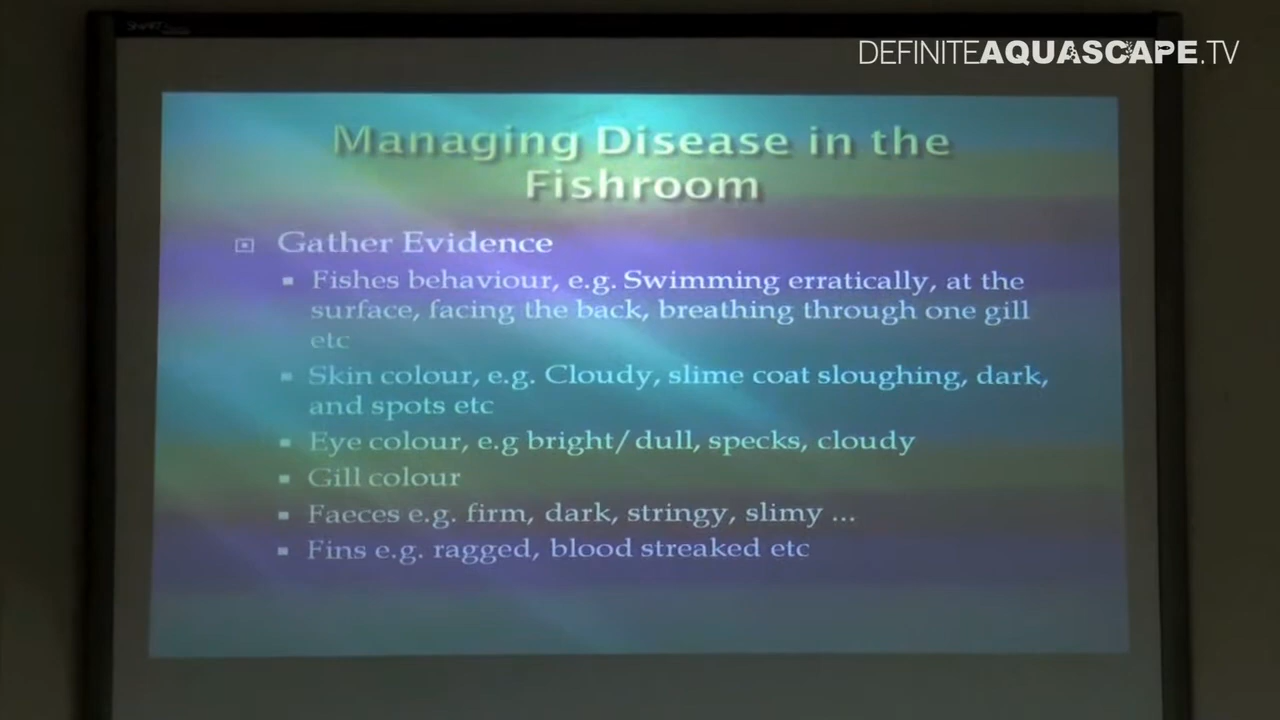 SMART
DEFINITEAQUASCAPE.TV
Managing Disease in the
Fishroom
Gather Evidence
Fishes behaviour, e.g. Swimming erratically, at the
surface, facing the back, breathing through one gill
etc
Skin colour, e.g. Cloudy, slime coat sloughing, dark,
and spots etc
Eye colour, e.g bright/dull, specks, cloudy
Gill colour
Faeces e.g. firm, dark, stringy, slimy ...
Fins e.g. ragged, blood streaked etc